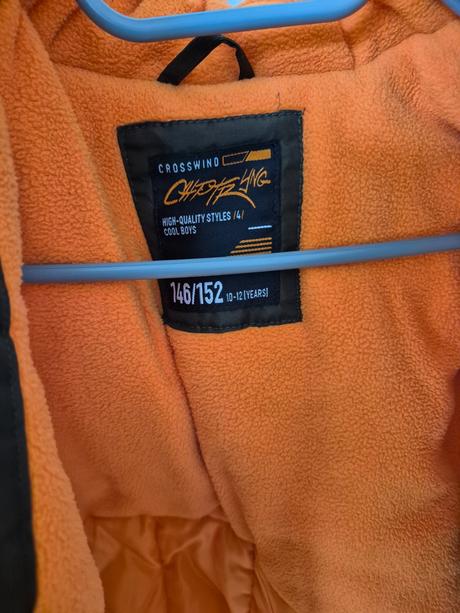 CROSSWIND
HIGH-QUALITY STYLES /4/
COOL BOYS
146/152 10-12 (YEARS)